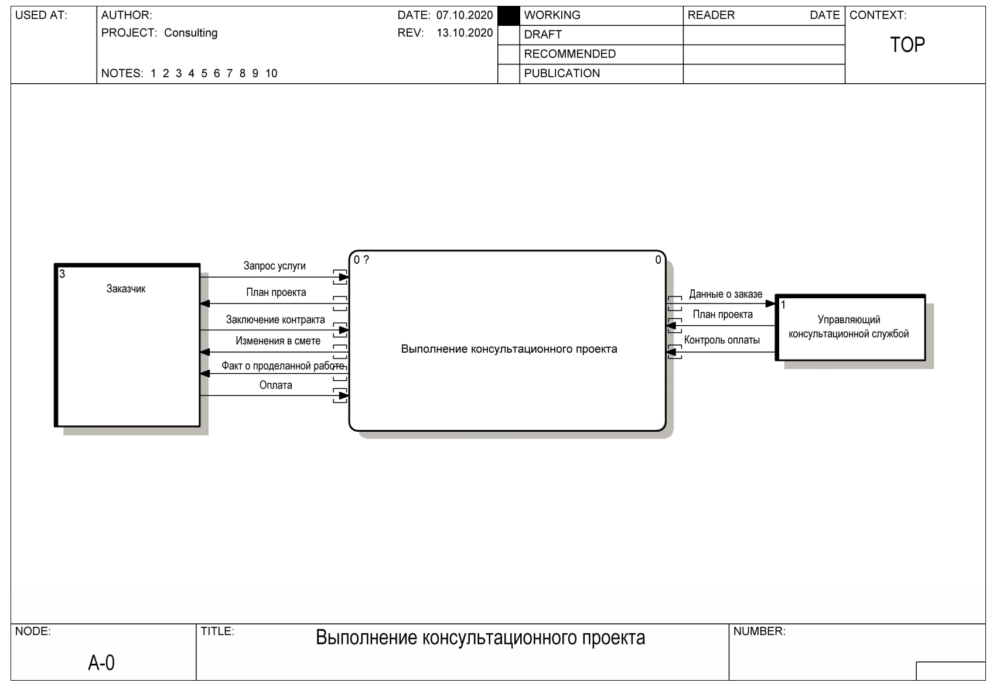 USED AT:
AUTHOR:
DATE: 07.10.2020
PROJECT: Consulting
REV: 13.10.2020
NOTES: 1 2 3 4 5 6 7 8 9 10
WORKING
DRAFT
RECOMMENDED
PUBLICATION
READER
DATE
CONTEXT:
TOP
3
Заказчик
Запрос услуги
План проекта
Заключение контракта
Изменения в смете
Факт о проделанной работе
Оплата
0 ?
0
Выполнение консультационного проекта
Данные о заказе
План проекта
Контроль оплаты
1
Управляющий
консультационной службой
NODE:
A-0
TITLE:
Выполнение консультационного проекта
NUMBER: